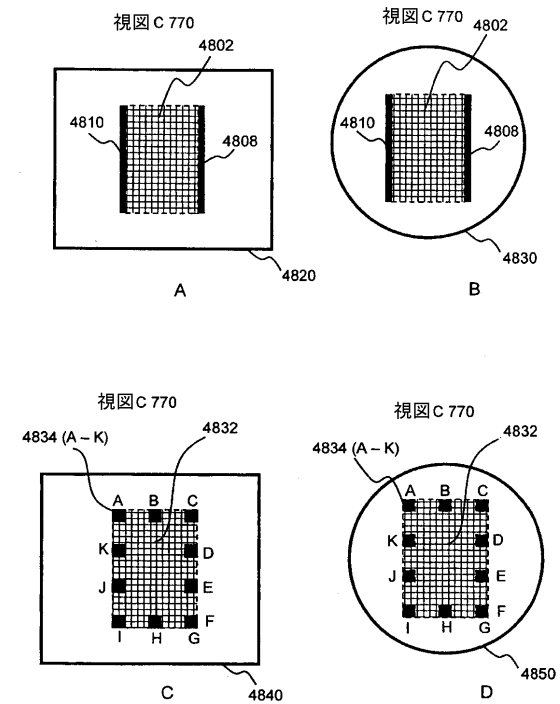 視図C 770
4802
4810
4808
4820
A
視図C 770
4802
4810
4808
4830
B
視図C 770
4834 (A – K)
4832
A B C
K D
J E
I H G F
4840
C
視図C 770
4834 (A – K)
4832
A B C
K D
J E
I H G F
4850
D